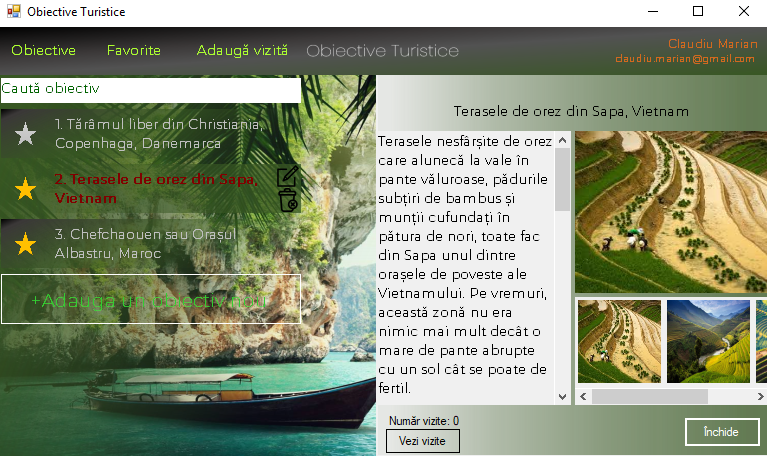 Obiective Turistice
Obiective
Favorite
Adaugă vizită
Obiective Turistice
Claudiu Marian
claudiu.marian@gmail.com
Caută obiectiv
1. Tărâmul liber din Christiania,
Copenhaga, Danemarca
2. Terasele de orez din Sapa,
Vietnam
3. Chefchaouen sau Orașul
Albastru, Maroc
+Adaugă un obiectiv nou
Terasele de orez din Sapa, Vietnam
Terasele nesfârșite de orez
care alunecă la vale în
pante văluroase, pădurile
subțiri de bambus și
munții cufundați în
pătura de nori, toate fac
din Sapa unul dintre
orașele de poveste ale
Vietnamului. Pe vremuri,
această zonă nu era
nimic mai mult decât o
mare de pante abrupte
cu un sol cât se poate de
fertil.
Număr vizite: 0
Vezi vizite
Închide